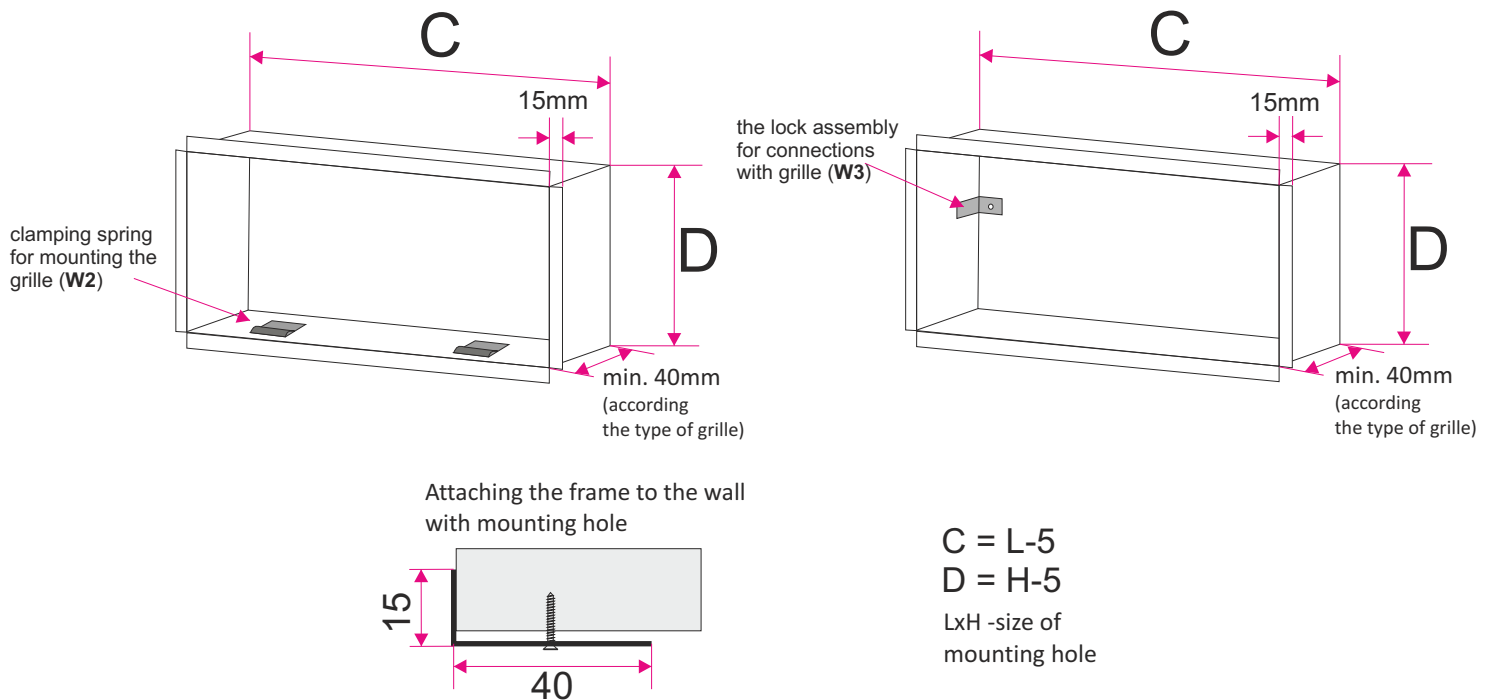 C
15mm
clamping spring
for mounting the
grille (W2)
D
min. 40mm
(according
the type of grille)
C
15mm
the lock assembly
for connections
with grille (W3)
D
min. 40mm
(according
the type of grille)
Attaching the frame to the wall
with mounting hole
15
40
C = L-5
D = H-5
LxH -size of
mounting hole